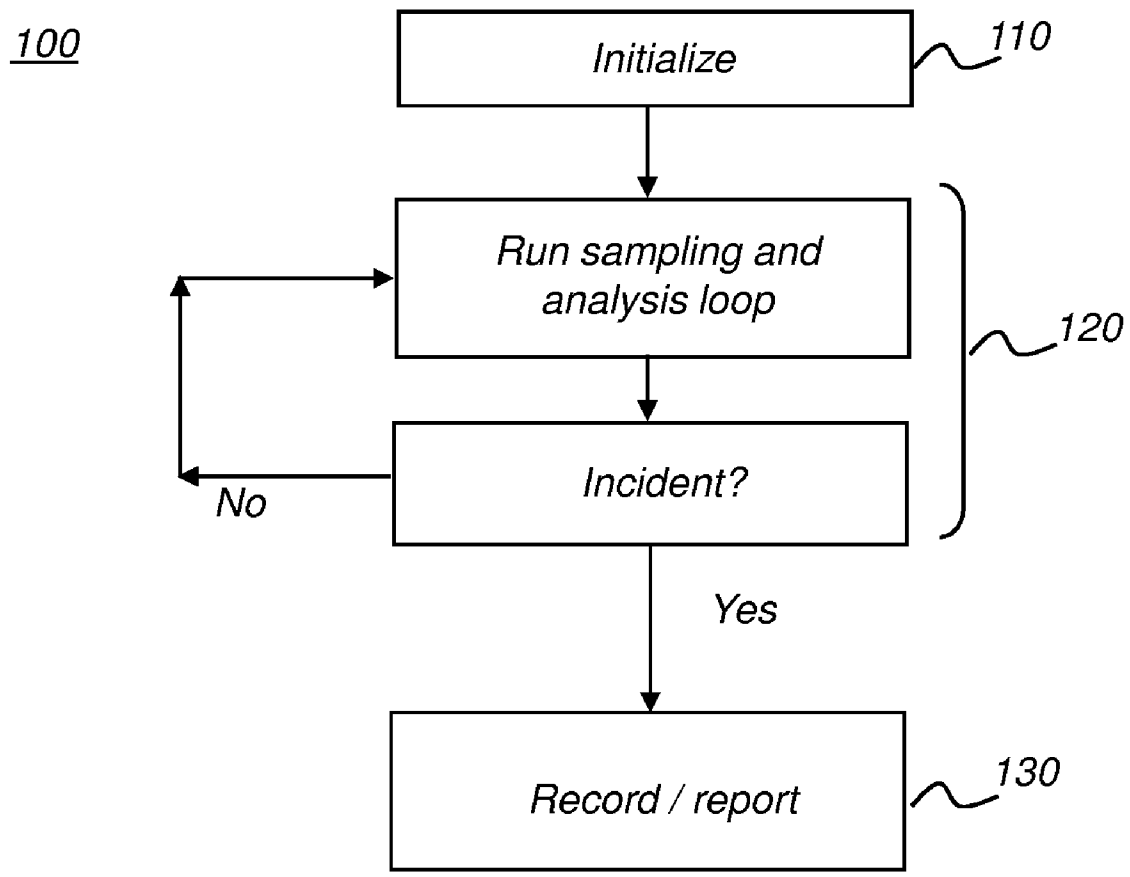 100
Initialize
110
Run sampling and
analysis loop
120
Incident?
No
Yes
Record / report
130